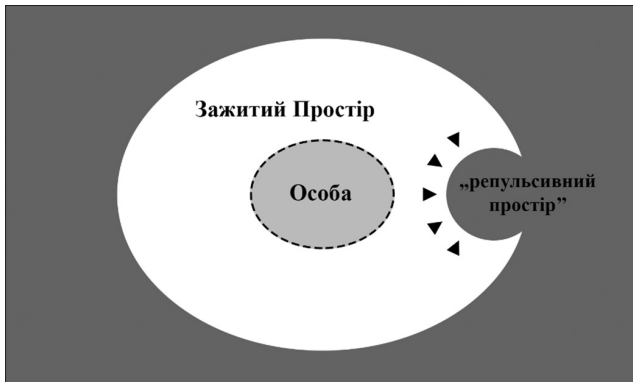 Зажитий Простір
Особа
„репульсивний
простір”